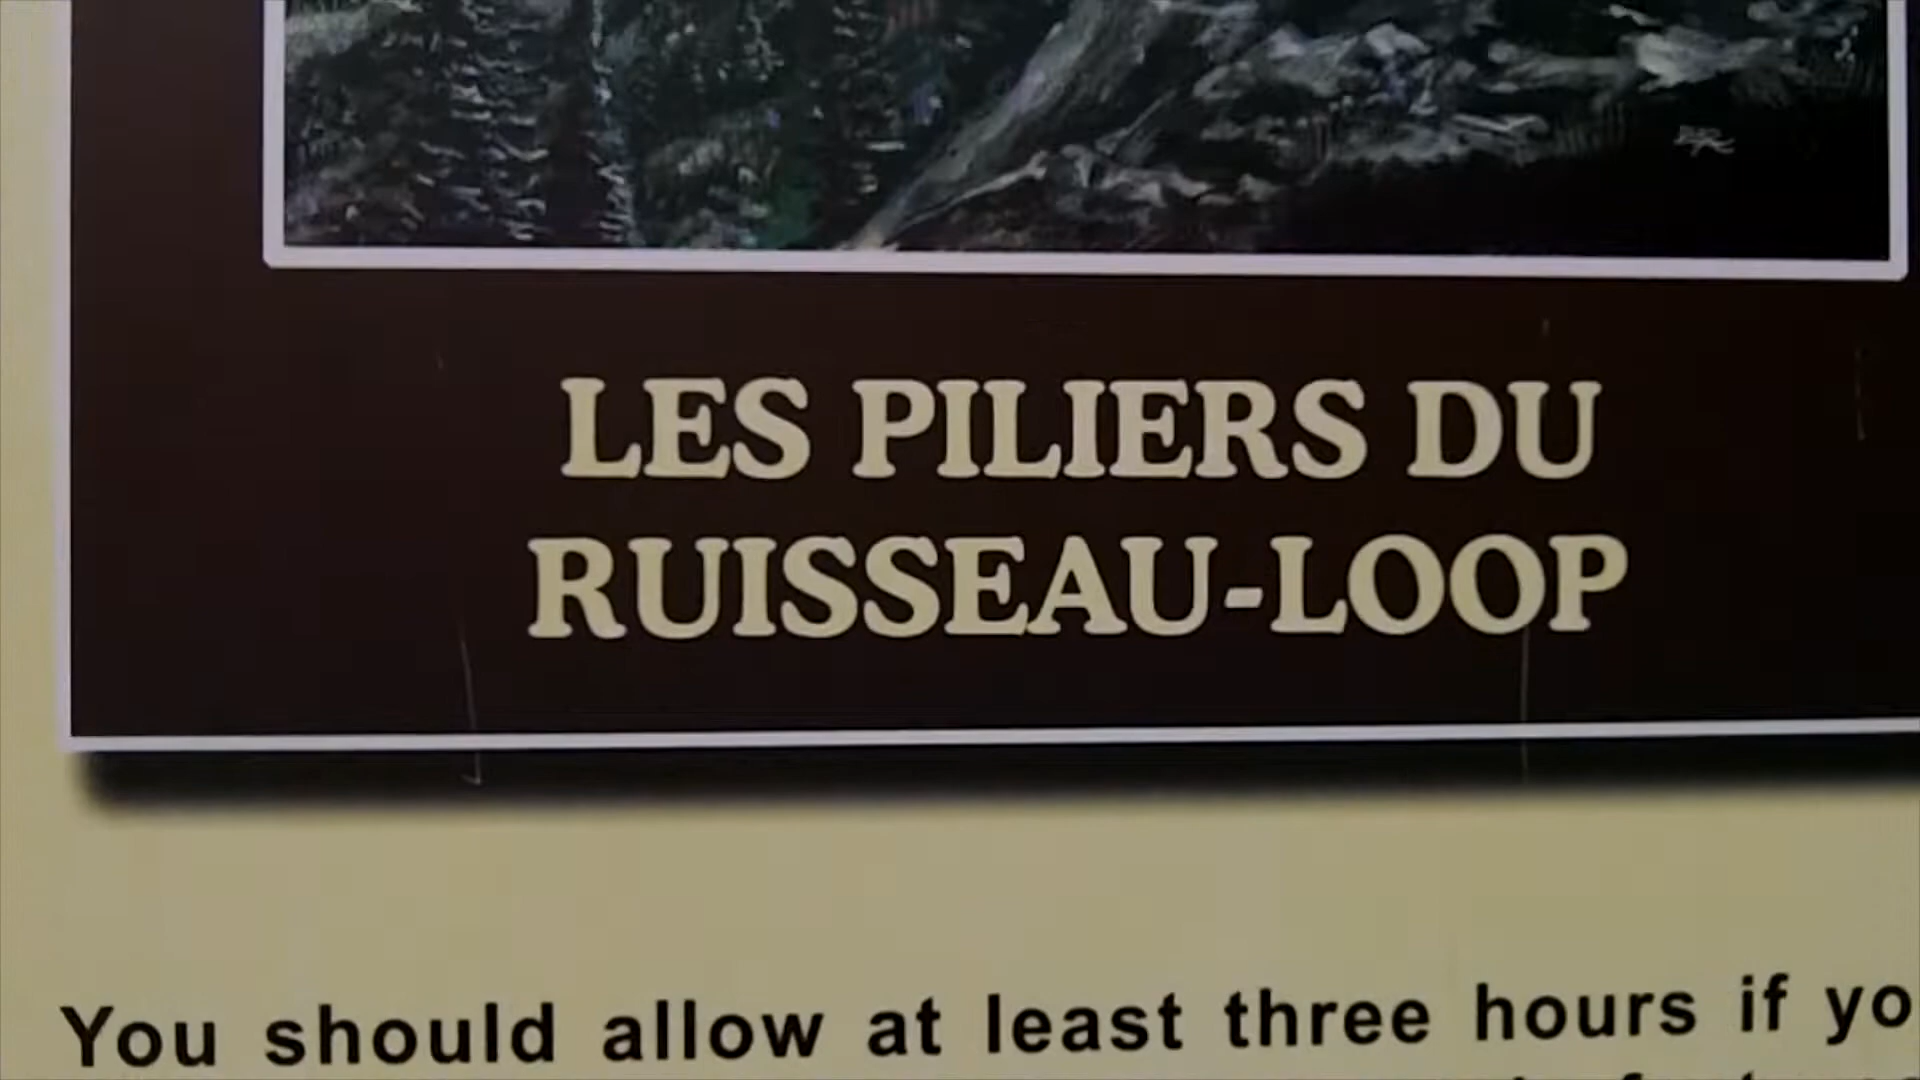 LES PILIERS DU
RUISSEAU-LOOP
You should allow at least three hours if yo